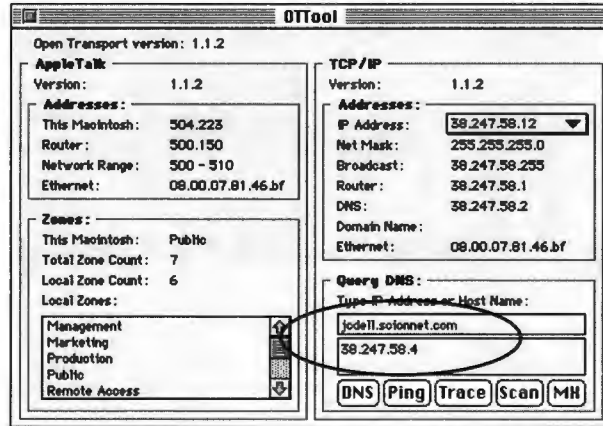 OTTool
Open Transport version: 1.1.2
AppleTalk
Version: 1.1.2
Addresses:
This Macintosh: 504.223
Router: 500.150
Network Range: 500 - 510
Ethernet: 08.00.07.81.46.bf
Zones:
This Macintosh: Public
Total Zone Count: 7
Local Zone Count: 6
Local Zones:
Management
Marketing
Production
Public
Remote Access
TCP/IP
Version: 1.1.2
Addresses:
IP Address: 38.247.58.12
Net Mask: 255.255.255.0
Broadcast: 38.247.58.255
Router: 38.247.58.1
DNS: 38.247.58.2
Domain Name:
Ethernet: 08.00.07.81.46.bf
Query DNS:
Type IP Address or Host Name:
jcdell.scionnet.com
38.247.58.4
DNS Ping Trace Scan MX